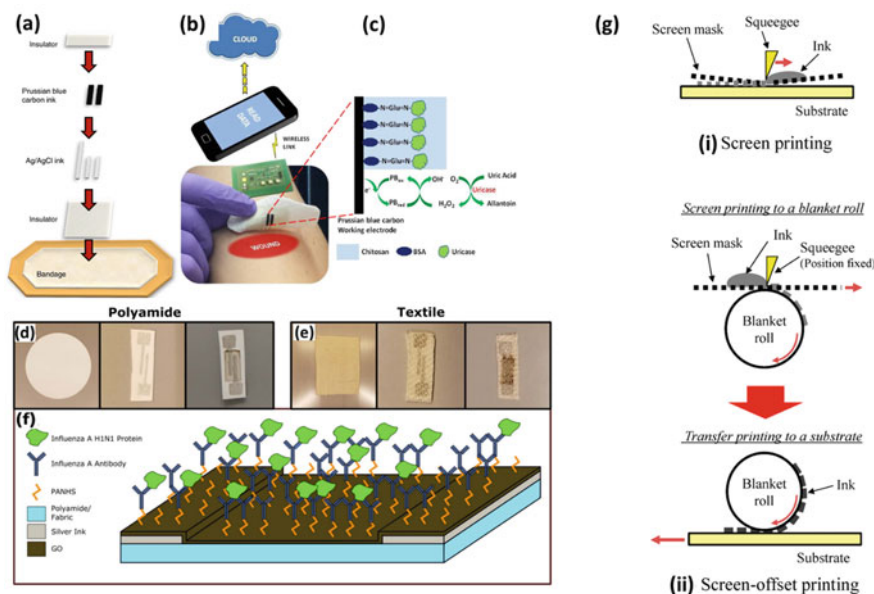 (a)
Insulator
Prussian blue
carbon ink
Ag/AgCl ink
Insulator
Bandage
(b)
CLOUD
READ
DATA
WIRELESS
LINK
WOUND
(c)
-N=Glu=N-
-N=Glu=N-
-N=Glu=N-
-N=Glu=N-
e-
PBox
OH-
O2
Uric Acid
Uricase
PBred
H2O2
Allantoin
Prussian blue carbon
Working electrode
Chitosan
BSA
Uricase
Polyamide
Textile
(d)
(e)
(f)
Influenza A H1N1 Protein
Influenza A Antibody
PANHS
Polyamide/
Fabric
Silver Ink
GO
(g)
Squeegee
Screen mask
Ink
Substrate
(i) Screen printing
Screen printing to a blanket roll
Ink
Screen mask
Squeegee
(Position fixed)
Blanket
roll
Transfer printing to a substrate
Blanket
roll
Ink
Substrate
(ii) Screen-offset printing